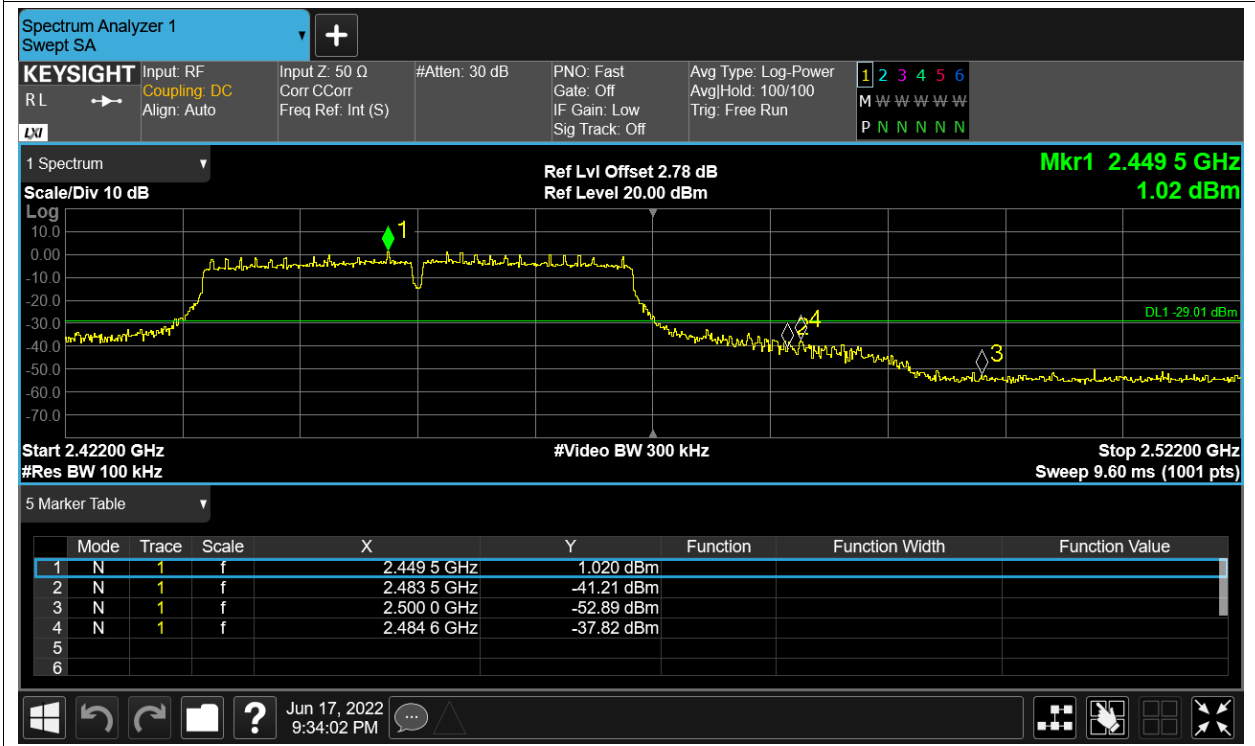 Spectrum Analyzer 1
Swept SA
+
KEYSIGHT Input: RF Input Z: 50 Ω #Atten: 30 dB PNO: Fast Avg Type: Log-Power 1 2 3 4 5 6
R L Coupling: DC Corr CCorr Gate: Off Avg|Hold: 100/100 M W W W W W
Align: Auto Freq Ref: Int (S) IF Gain: Low Trig: Free Run P N N N N N
LXI Sig Track: Off
1 Spectrum Ref Lvl Offset 2.78 dB Mkr1 2.449 5 GHz
Scale/Div 10 dB Ref Level 20.00 dBm 1.02 dBm
Log
10.0 1
0.00
-10.0
-20.0
DL1 -29.01 dBm
-30.0 2 4
-40.0 3
-50.0
-60.0
-70.0
Start 2.42200 GHz #Video BW 300 kHz Stop 2.52200 GHz
#Res BW 100 kHz Sweep 9.60 ms (1001 pts)
5 Marker Table
Mode Trace Scale X Y Function Function Width Function Value
1 N 1 f 2.449 5 GHz 1.020 dBm
2 N 1 f 2.483 5 GHz -41.21 dBm
3 N 1 f 2.500 0 GHz -52.89 dBm
4 N 1 f 2.484 6 GHz -37.82 dBm
5
6
? Jun 17, 2022
9:34:02 PM